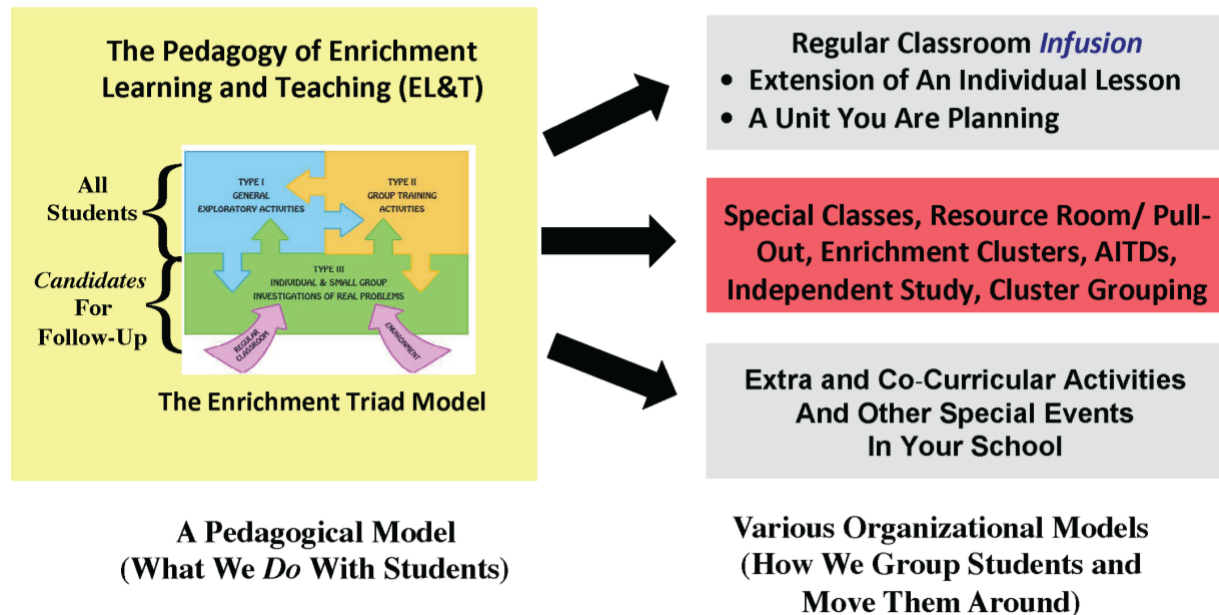 The Pedagogy of Enrichment
Learning and Teaching (EL&T)
All
Students
Candidates
For
Follow-Up
TYPE I
GENERAL
EXPLORATORY ACTIVITIES
TYPE II
GROUP TRAINING
ACTIVITIES
TYPE III
INDIVIDUAL & SMALL GROUP
INVESTIGATIONS OF REAL PROBLEMS
REGULAR
CLASSROOM
ENVIRONMENT
The Enrichment Triad Model
A Pedagogical Model
(What We Do With Students)
Regular Classroom Infusion
• Extension of An Individual Lesson
• A Unit You Are Planning
Special Classes, Resource Room/ Pull-
Out, Enrichment Clusters, AITDs,
Independent Study, Cluster Grouping
Extra and Co-Curricular Activities
And Other Special Events
In Your School
Various Organizational Models
(How We Group Students and
Move Them Around)